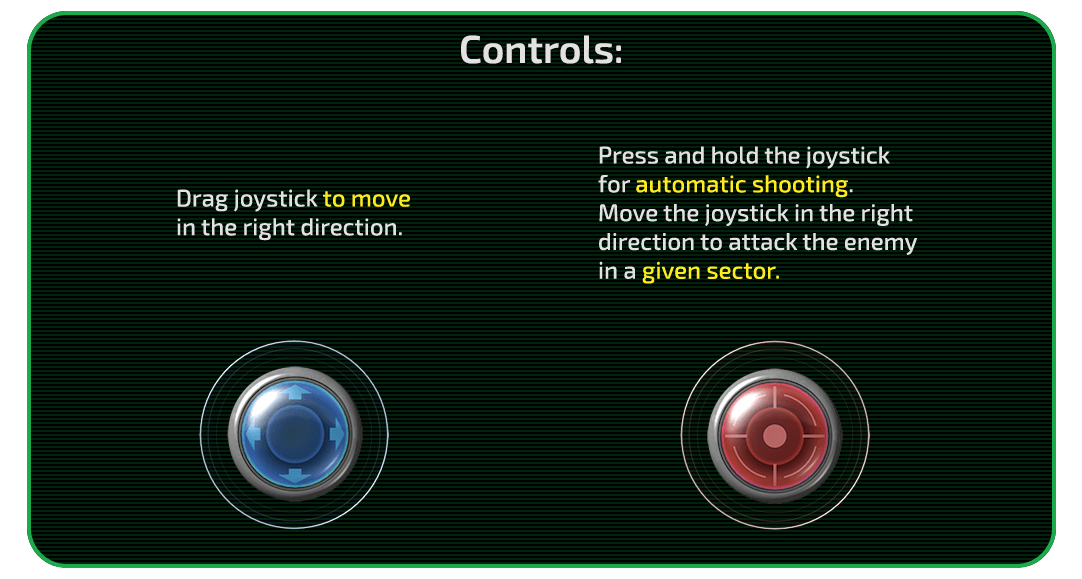 Controls:
Drag joystick to move
in the right direction.
Press and hold the joystick
for automatic shooting.
Move the joystick in the right
direction to attack the enemy
in a given sector.